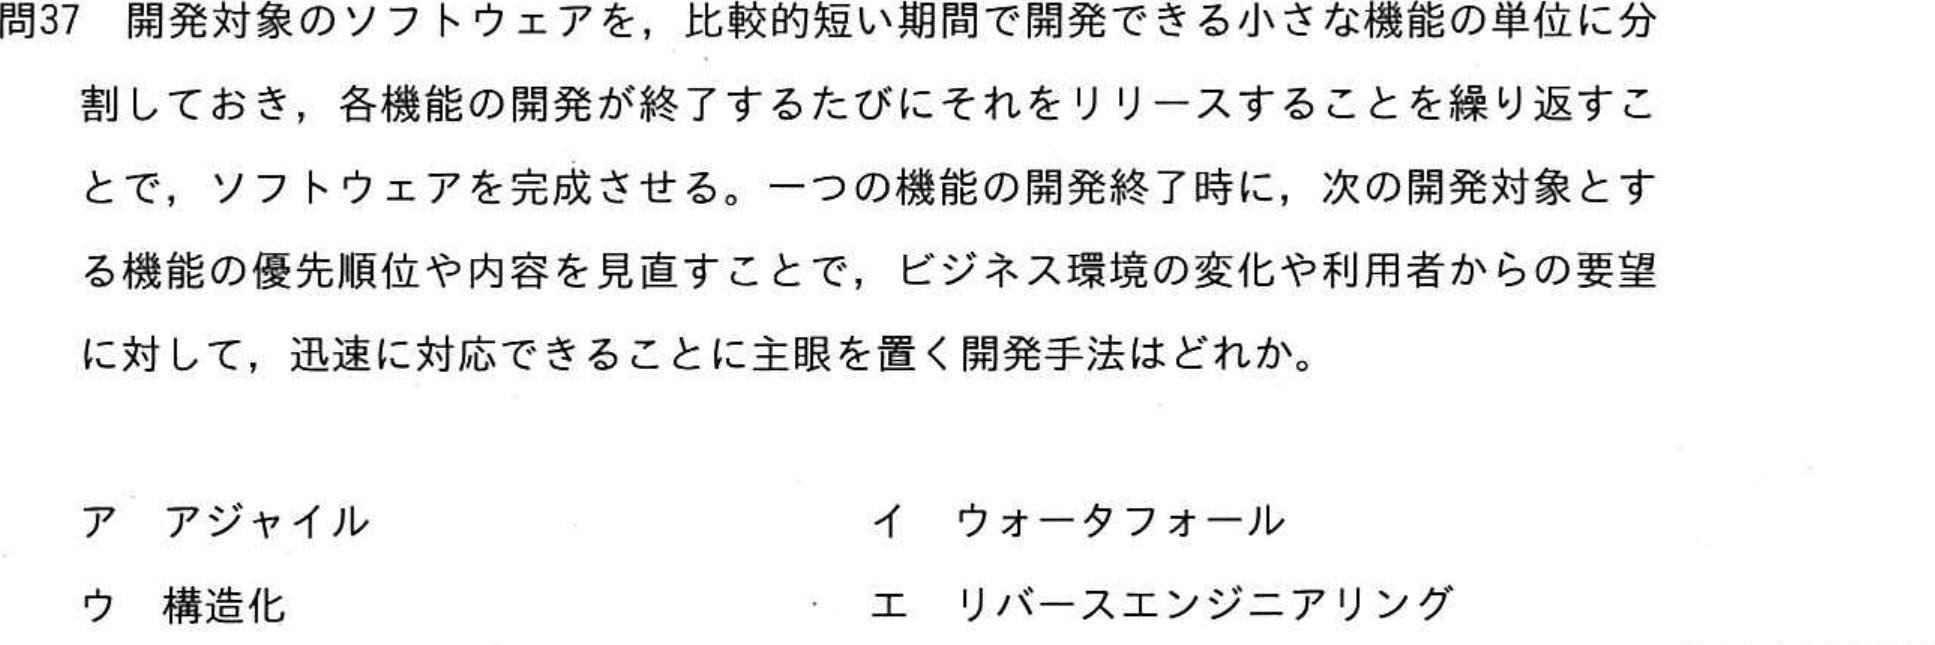 問37　開発対象のソフトウェアを，比較的短い期間で開発できる小さな機能の単位に分
割しておき，各機能の開発が終了するたびにそれをリリースすることを繰り返すこ
とで，ソフトウェアを完成させる。一つの機能の開発終了時に，次の開発対象とす
る機能の優先順位や内容を見直すことで，ビジネス環境の変化や利用者からの要望
に対して，迅速に対応できることに主眼を置く開発手法はどれか。
ア　アジャイル　イ　ウォータフォール
ウ　構造化　エ　リバースエンジニアリング